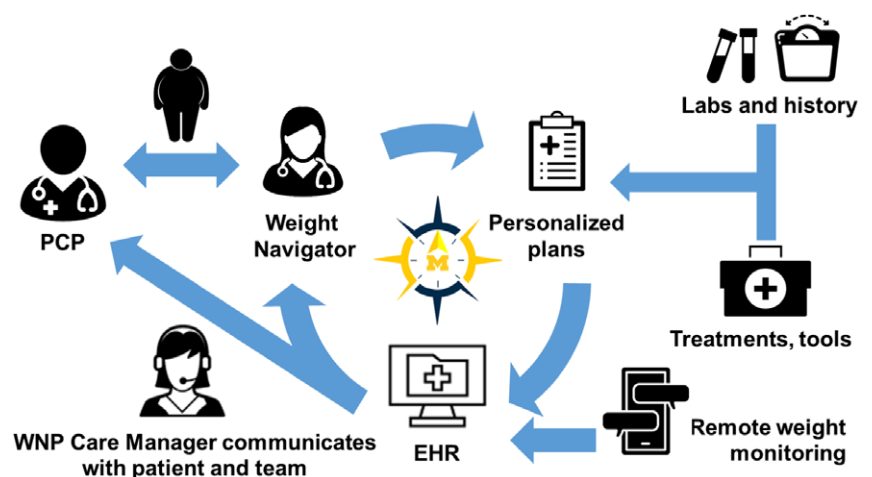 Labs and history
PCP
Weight
Navigator
Personalized
plans
M
Treatments, tools
WNP Care Manager communicates
with patient and team
EHR
Remote weight
monitoring